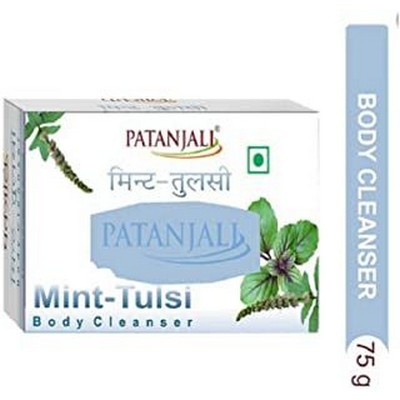 PATANJALI®
मिन्ट-तुलसी
PATANJALI
Mint-Tulsi
Body Cleanser
BODY CLEANSER
75 g